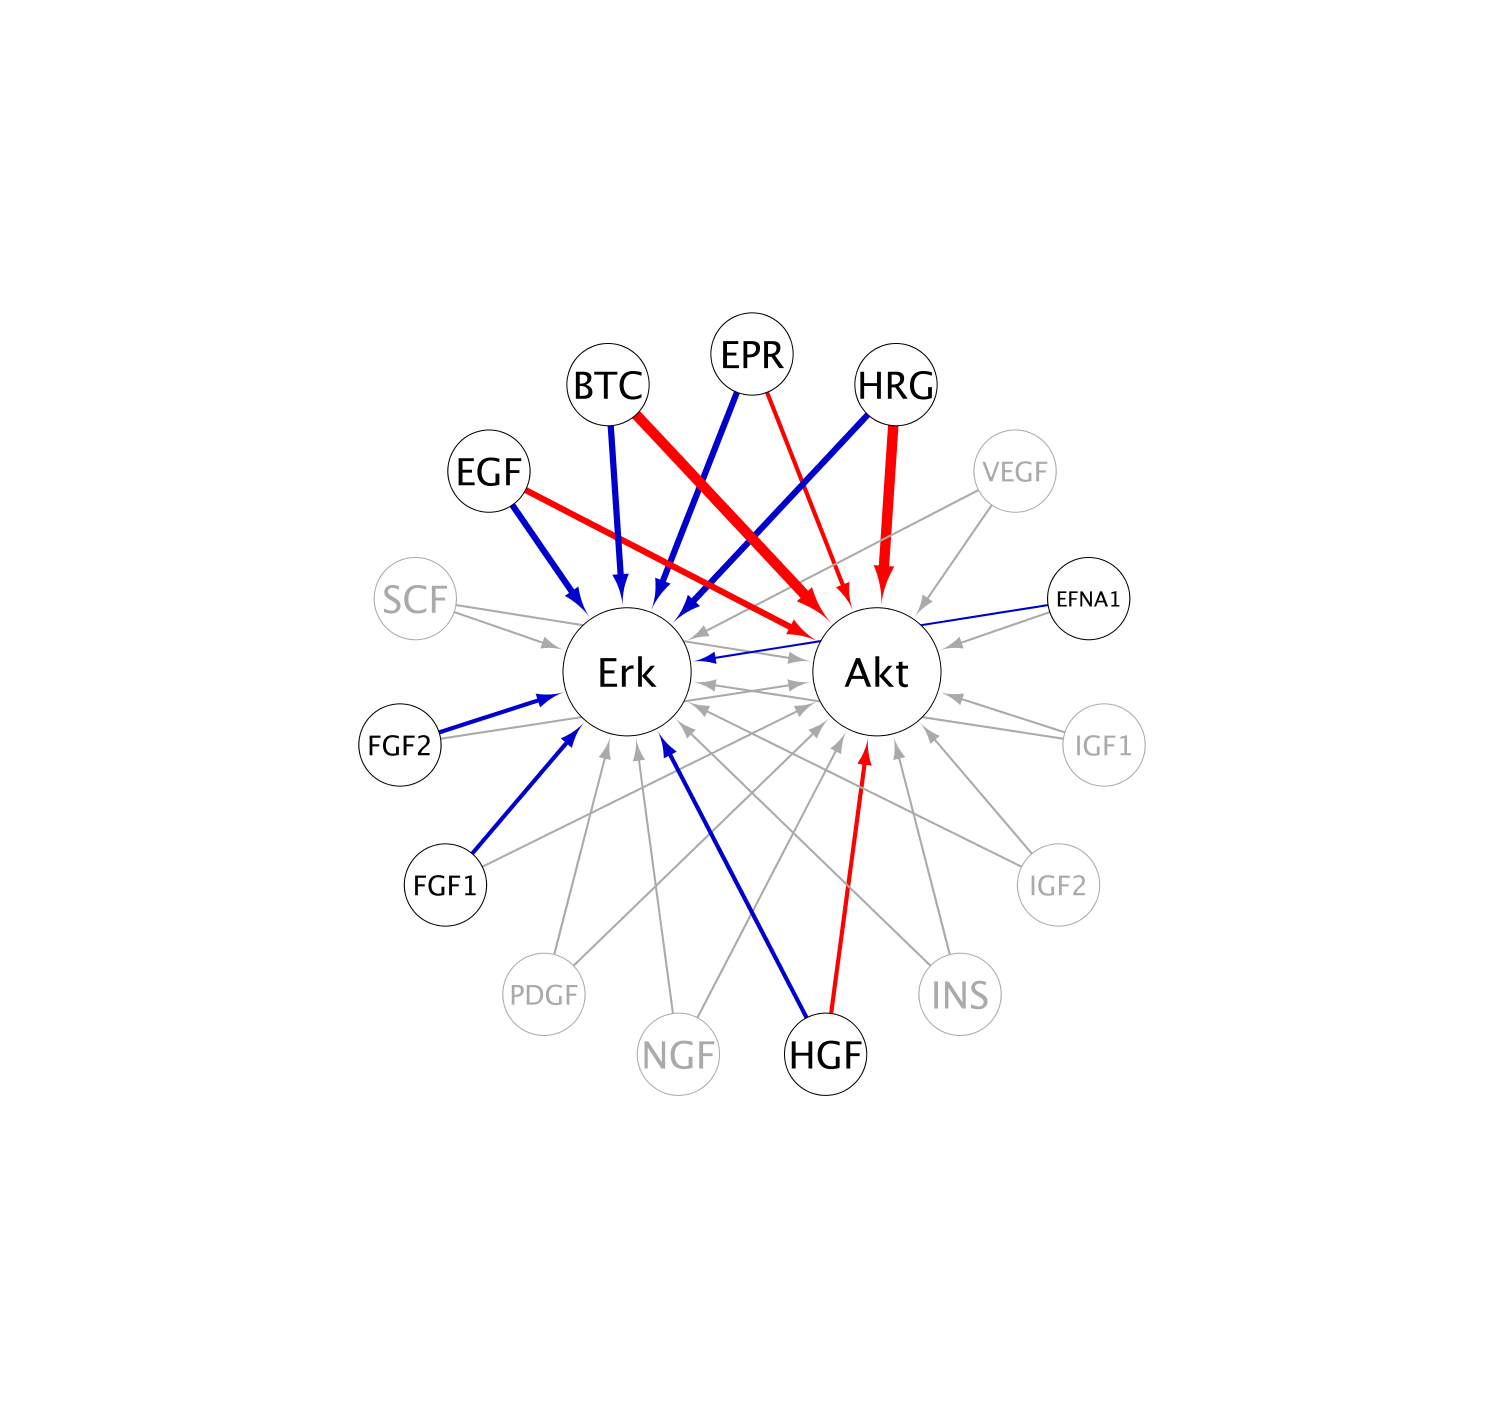 EPR
BTC
HRG
EGF
VEGF
SCF
EFNA1
Erk
Akt
FGF2
IGF1
FGF1
IGF2
PDGF
INS
NGF
HGF